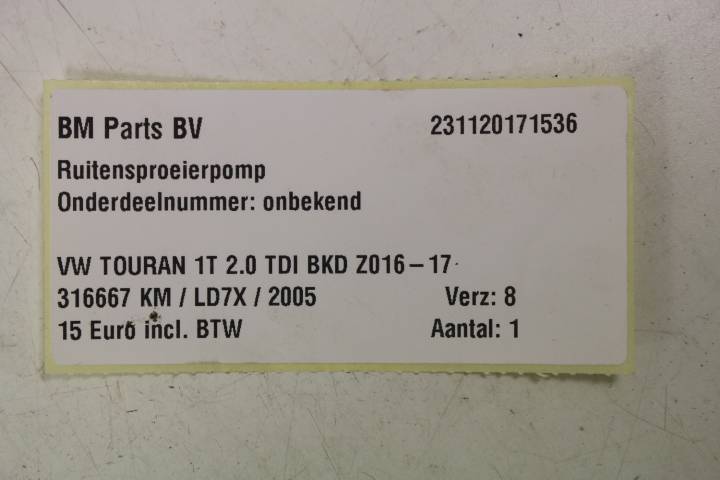 BM Parts BV 231120171536
Ruitensproeierpomp
Onderdeelnummer: onbekend
VW TOURAN 1T 2.0 TDI BKD Z016-17
316667 KM / LD7X / 2005 Verz: 8
15 Euro incl. BTW Aantal: 1